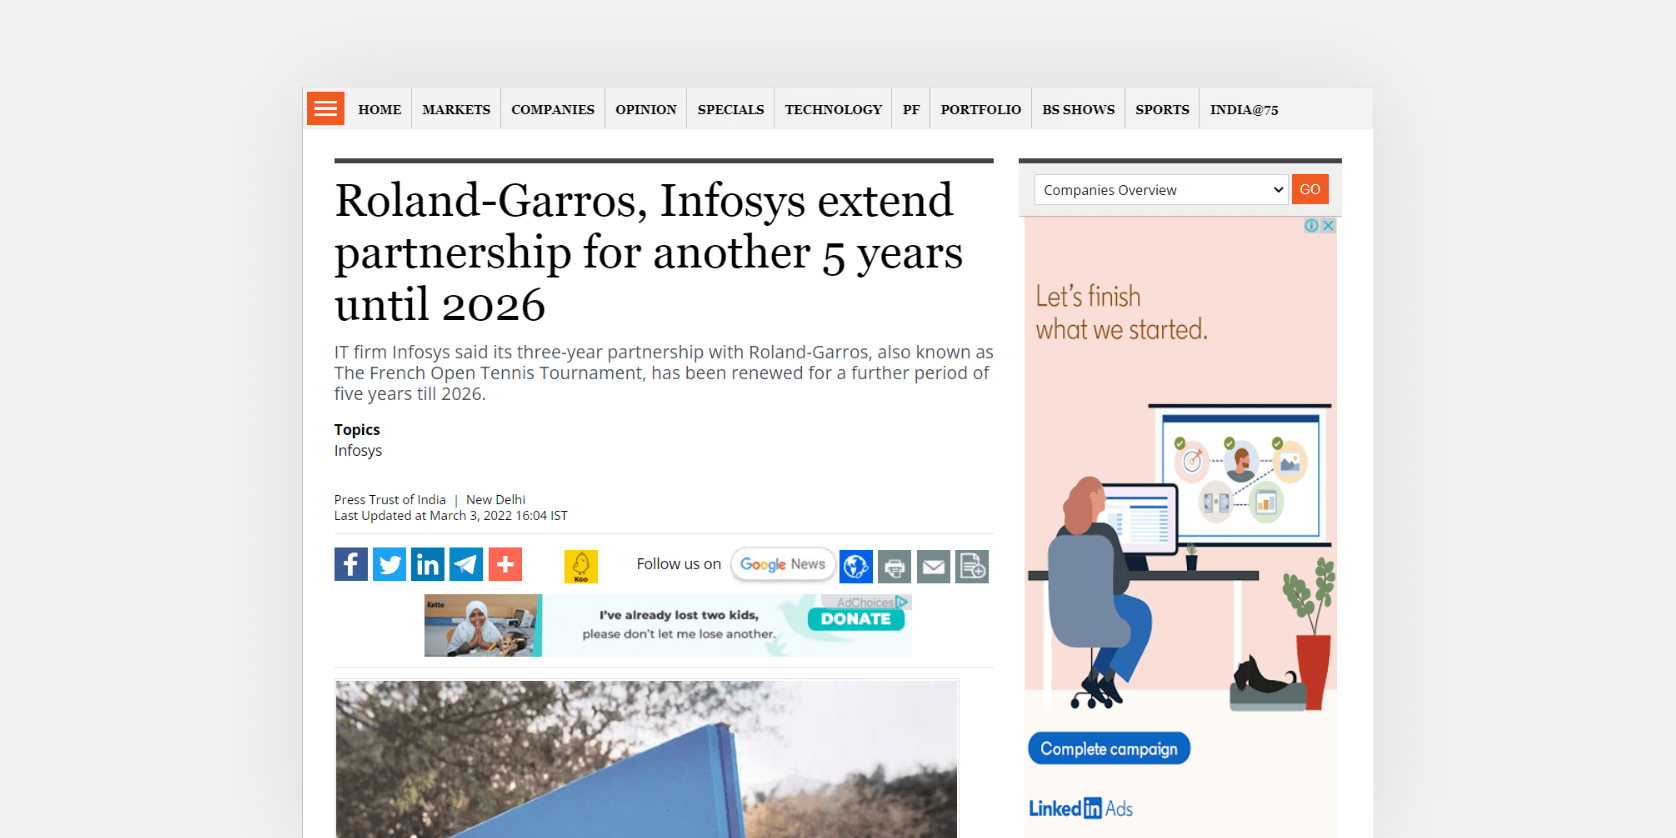 HOME MARKETS COMPANIES OPINION SPECIALS TECHNOLOGY PF PORTFOLIO BS SHOWS SPORTS INDIA@75
Roland-Garros, Infosys extend
partnership for another 5 years
until 2026
IT firm Infosys said its three-year partnership with Roland-Garros, also known as
The French Open Tennis Tournament, has been renewed for a further period of
five years till 2026.
Topics
Infosys
Press Trust of India | New Delhi
Last Updated at March 3, 2022 16:04 IST
Koo
Follow us on Google News
Ketto
I've already lost two kids,
please don't let me lose another.
AdChoices
DONATE
Companies Overview GO
Let's finish
what we started.
Complete campaign
Linked in Ads